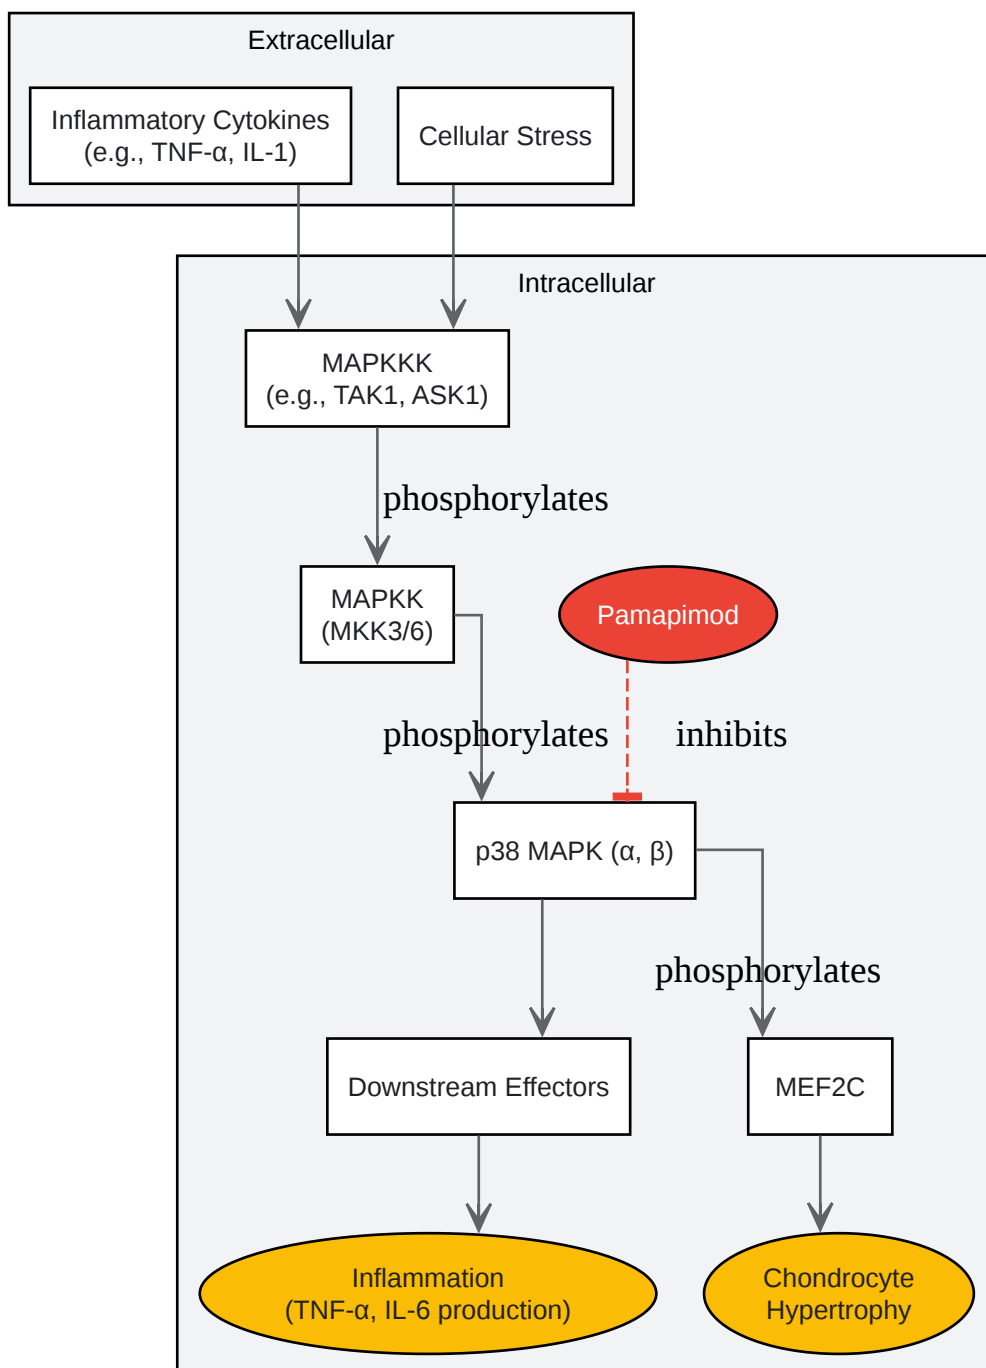 Extracellular
Inflammatory Cytokines
(e.g., TNF-α, IL-1)
Cellular Stress
Intracellular
MAPKKK
(e.g., TAK1, ASK1)
phosphorylates
MAPKK
(MKK3/6)
Pamapimod
phosphorylates
inhibits
p38 MAPK (α, β)
phosphorylates
Downstream Effectors
MEF2C
Inflammation
(TNF-α, IL-6 production)
Chondrocyte
Hypertrophy